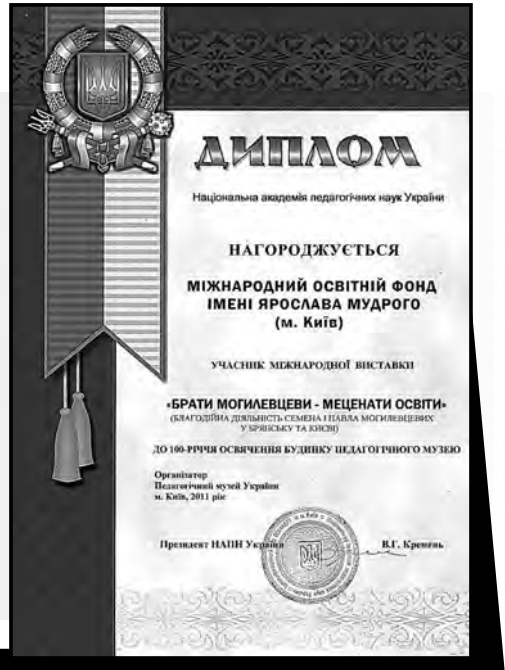 ДИПЛОМ
Національна академія педагогічних наук України
НАГОРОДЖУЄТЬСЯ
МІЖНАРОДНИЙ ОСВІТНІЙ ФОНД
ІМЕНІ ЯРОСЛАВА МУДРОГО
(м. Київ)
УЧАСНИК МІЖНАРОДНОЇ ВИСТАВКИ
«БРАТИ МОГИЛЕВЦЕВИ - МЕЦЕНАТИ ОСВІТИ»
(БЛАГОДІЙНА ДІЯЛЬНІСТЬ СЕМЕНА І ПАВЛА МОГИЛЕВЦЕВИХ
У БРЯНСЬКУ ТА КИЄВІ)
ДО 100-РІЧЧЯ ОСВЯЧЕННЯ БУДИНКУ ПЕДАГОГІЧНОГО МУЗЕЮ
Організатор
Педагогічний музей України
м. Київ, 2011 рік
Президент НАПН України В.Г. Кремень